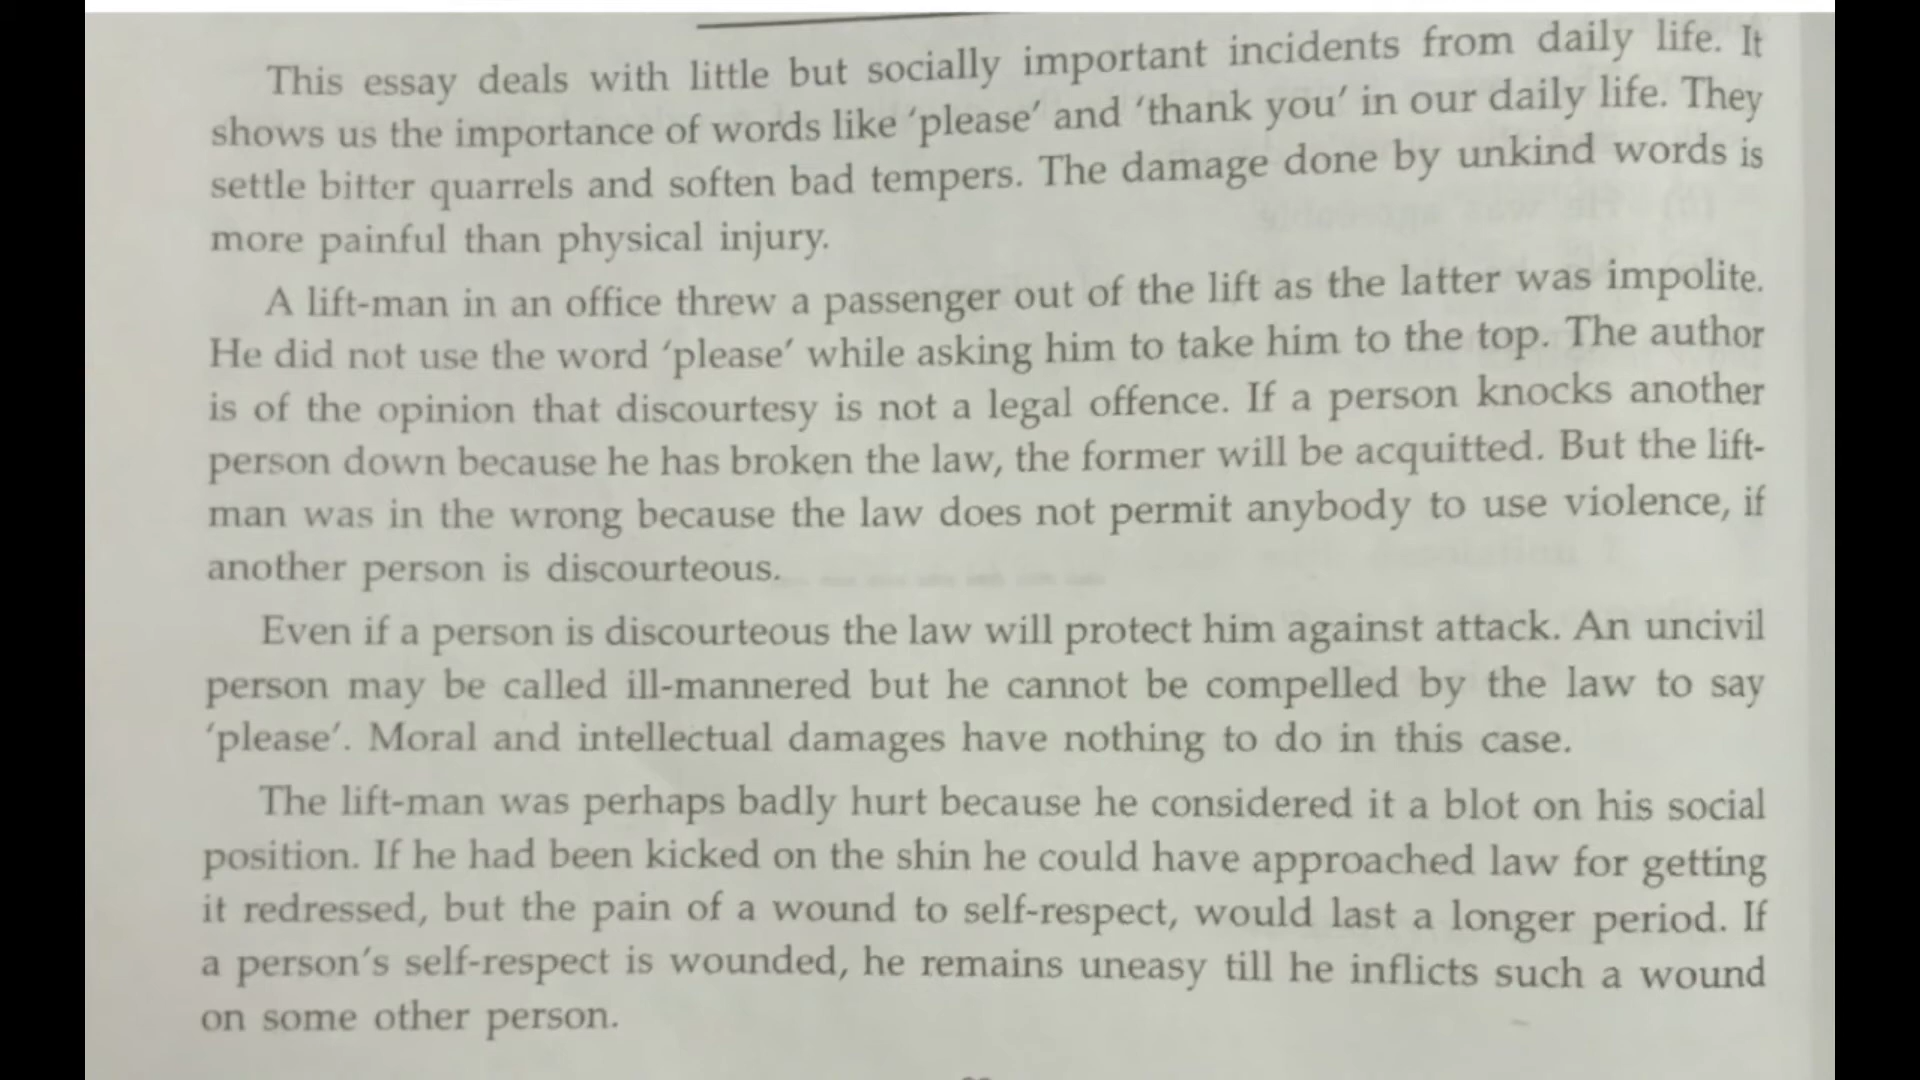 This essay deals with little but socially important incidents from daily life. It
shows us the importance of words like 'please' and 'thank you' in our daily life. They
settle bitter quarrels and soften bad tempers. The damage done by unkind words is
more painful than physical injury.
A lift-man in an office threw a passenger out of the lift as the latter was impolite.
He did not use the word 'please' while asking him to take him to the top. The author
is of the opinion that discourtesy is not a legal offence. If a person knocks another
person down because he has broken the law, the former will be acquitted. But the lift-
man was in the wrong because the law does not permit anybody to use violence, if
another person is discourteous.
Even if a person is discourteous the law will protect him against attack. An uncivil
person may be called ill-mannered but he cannot be compelled by the law to say
'please'. Moral and intellectual damages have nothing to do in this case.
The lift-man was perhaps badly hurt because he considered it a blot on his social
position. If he had been kicked on the shin he could have approached law for getting
it redressed, but the pain of a wound to self-respect, would last a longer period. If
a person's self-respect is wounded, he remains uneasy till he inflicts such a wound
on some other person.